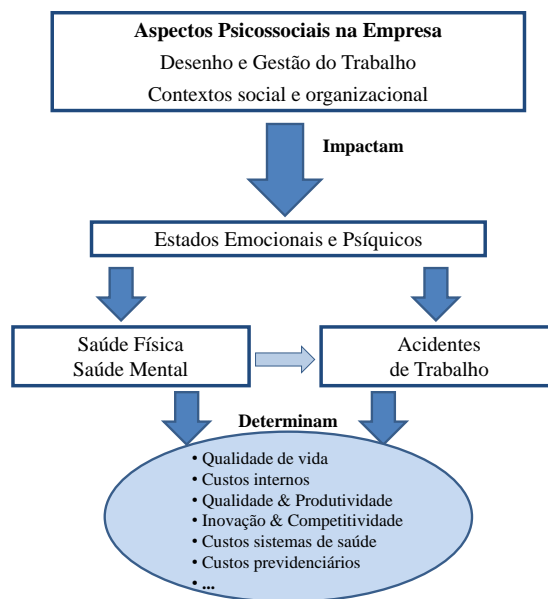 Aspectos Psicossociais na Empresa
Desenho e Gestão do Trabalho
Contextos social e organizacional
Impactam
Estados Emocionais e Psíquicos
Saúde Física
Saúde Mental
Acidentes
de Trabalho
Determinam
• Qualidade de vida
• Custos internos
• Qualidade & Produtividade
• Inovação & Competitividade
• Custos sistemas de saúde
• Custos previdenciários
• ...